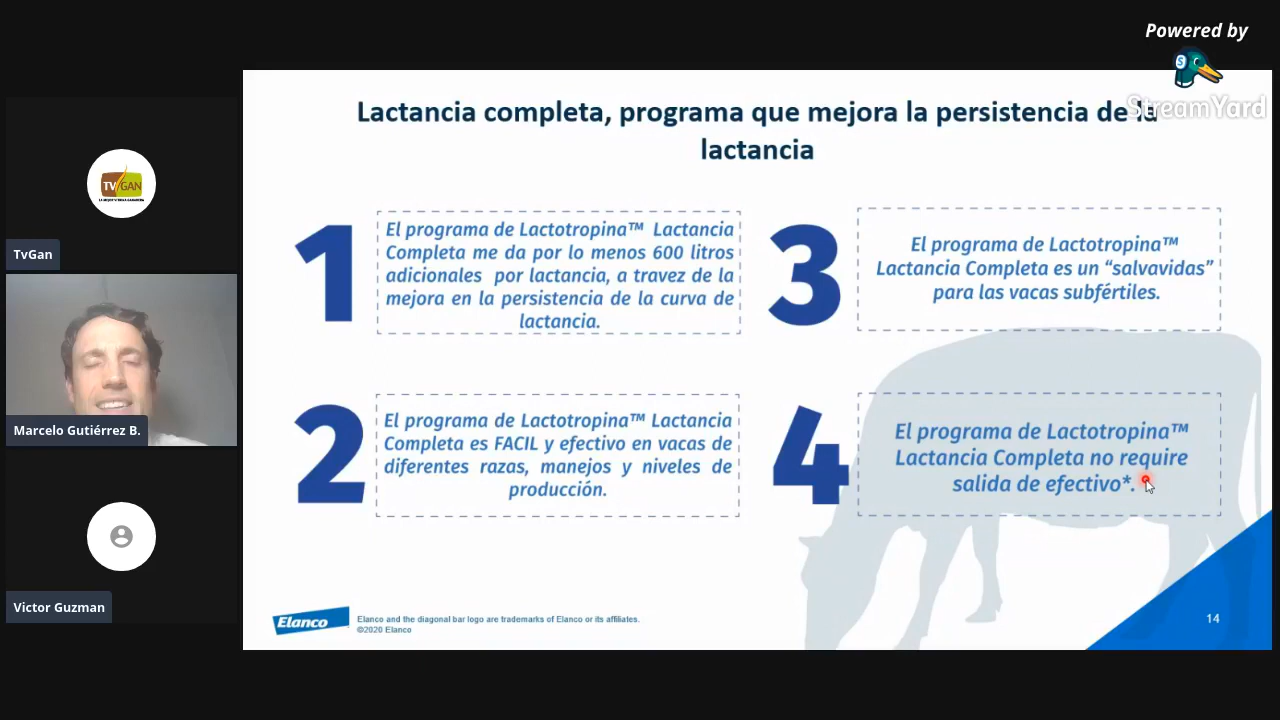 Powered by
StreamYard
TVGAN
TvGan
Marcelo Gutiérrez B.
Victor Guzman
Lactancia completa, programa que mejora la persistencia de la
lactancia
1
El programa de Lactotropina™ Lactancia
Completa me da por lo menos 600 litros
adicionales por lactancia, a travez de la
mejora en la persistencia de la curva de
lactancia.
2
El programa de Lactotropina™ Lactancia
Completa es FACIL y efectivo en vacas de
diferentes razas, manejos y niveles de
producción.
3
El programa de Lactotropina™
Lactancia Completa es un “salvavidas”
para las vacas subfértiles.
4
El programa de Lactotropina™
Lactancia Completa no require
salida de efectivo*.
Elanco
Elanco and the diagonal bar logo are trademarks of Elanco or its affiliates.
©2020 Elanco
14